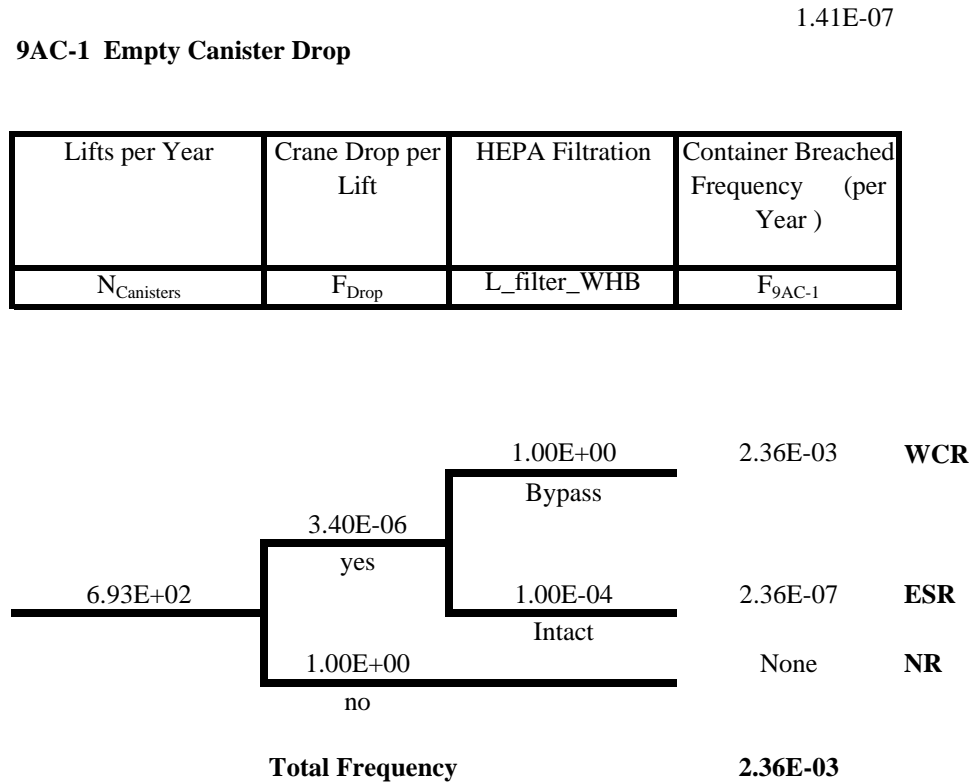 1.41E-07
9AC-1 Empty Canister Drop
Lifts per Year
Crane Drop per
Lift
HEPA Filtration
Container Breached
Frequency (per
Year )
N_Canisters
F_Drop
L_filter_WHB
F_9AC-1
1.00E+00
2.36E-03
WCR
Bypass
3.40E-06
yes
6.93E+02
1.00E-04
2.36E-07
ESR
Intact
1.00E+00
None
NR
no
Total Frequency
2.36E-03